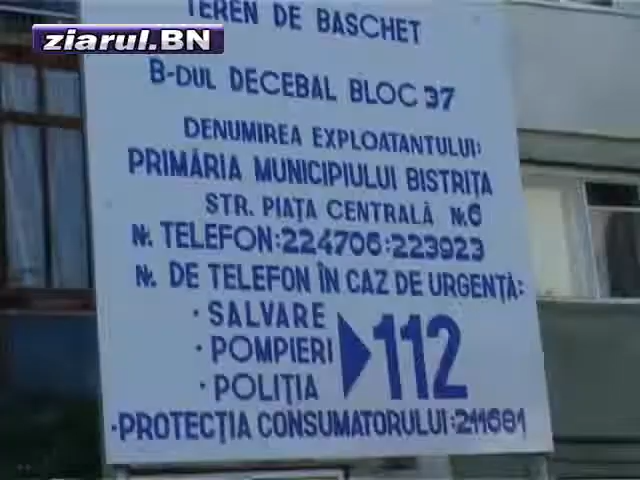 ziarul.BN
TEREN DE BASCHET
B-DUL DECEBAL BLOC 37
DENUMIREA EXPLOATANTULUI:
PRIMĂRIA MUNICIPIULUI BISTRIȚA
STR. PIAȚA CENTRALĂ Nr.6
Nr. TELEFON:224706:223923
Nr. DE TELEFON ÎN CAZ DE URGENȚĂ:
· SALVARE
· POMPIERI 112
· POLIȚIA
·PROTECȚIA CONSUMATORULUI:211681